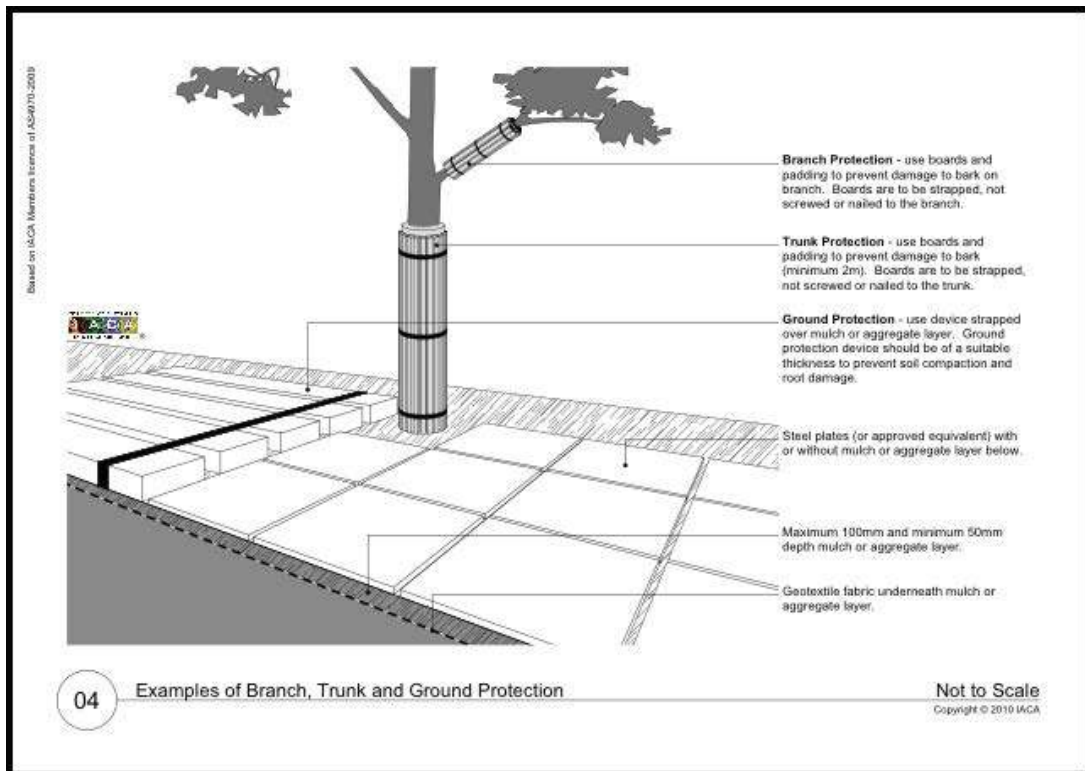 Based on IACA Members licence of AS4970-2009
Branch Protection - use boards and
padding to prevent damage to bark on
branch. Boards are to be strapped, not
screwed or nailed to the branch.
Trunk Protection - use boards and
padding to prevent damage to bark
(minimum 2m). Boards are to be strapped,
not screwed or nailed to the trunk.
IACA
®
Ground Protection - use device strapped
over mulch or aggregate layer. Ground
protection device should be of a suitable
thickness to prevent soil compaction and
root damage.
Steel plates (or approved equivalent) with
or without mulch or aggregate layer below.
Maximum 100mm and minimum 50mm
depth mulch or aggregate layer.
Geotextile fabric underneath mulch or
aggregate layer.
04
Examples of Branch, Trunk and Ground Protection
Not to Scale
Copyright © 2010 IACA